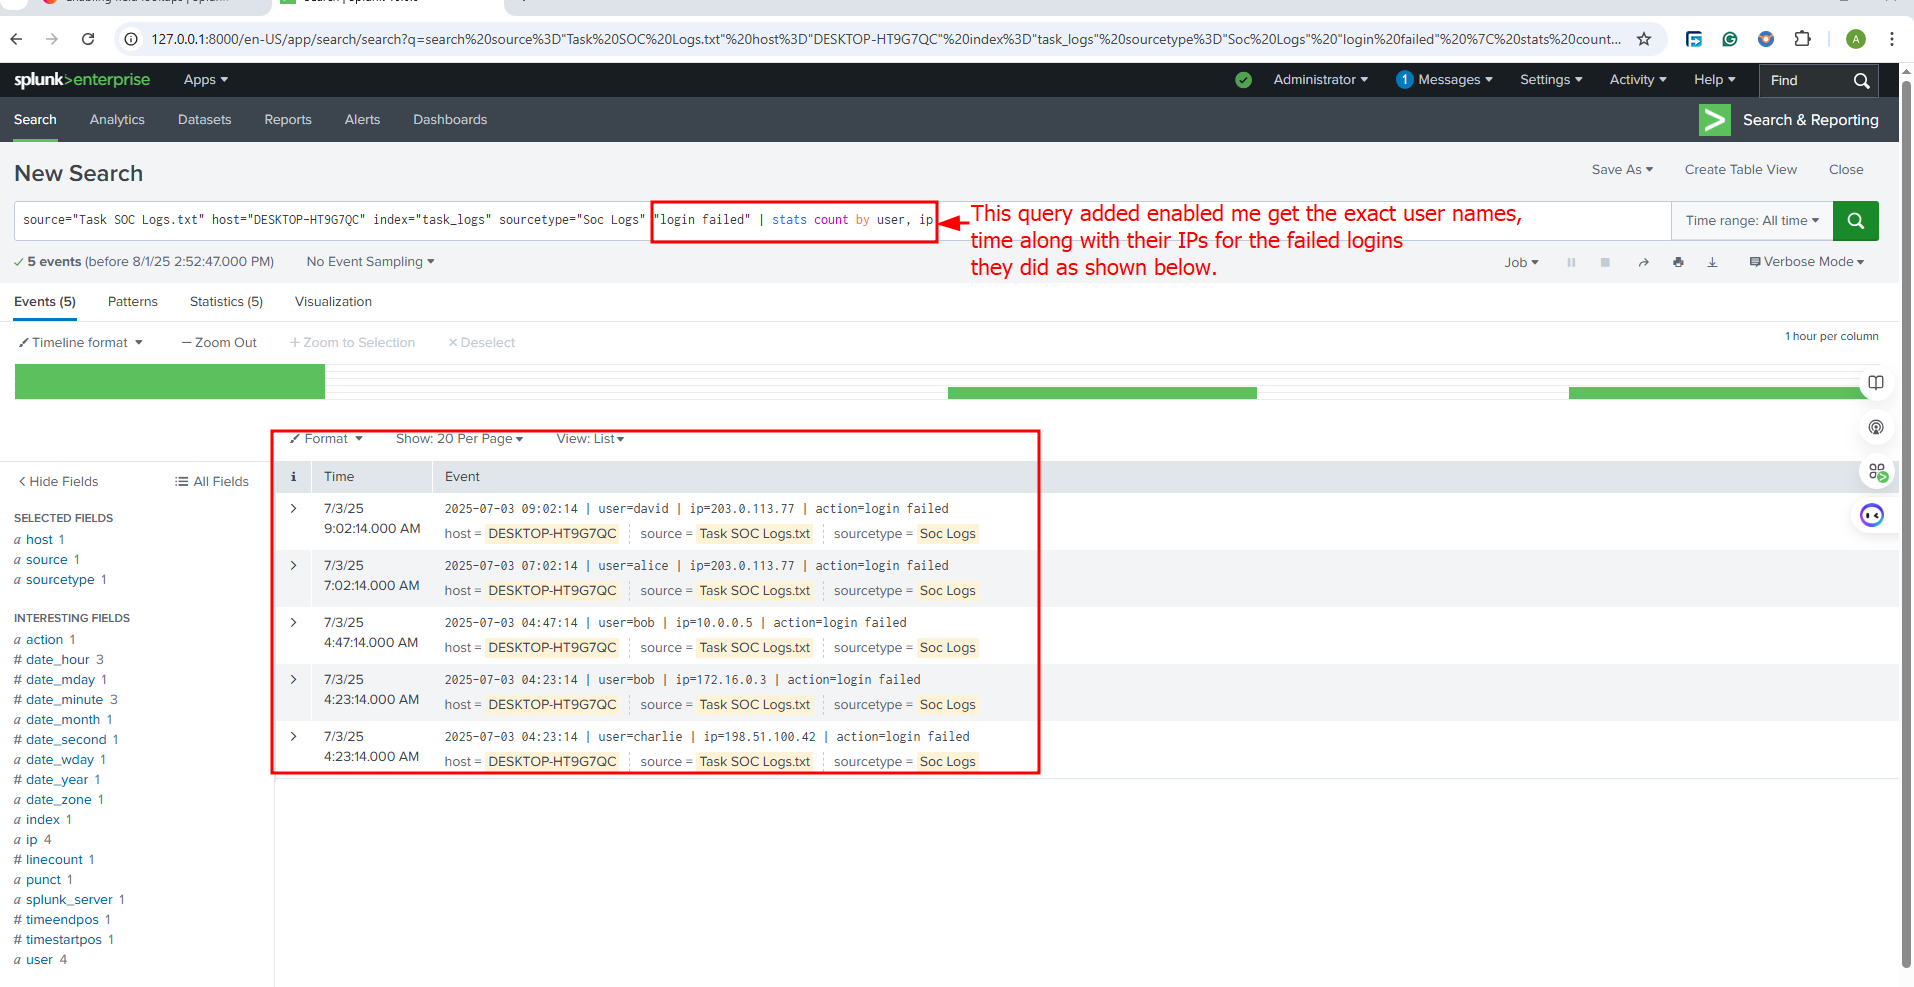 127.0.0.1:8000/en-US/app/search/search?q=search%20source%3D"Task%20SOC%20Logs.txt"%20host%3D"DESKTOP-HT9G7QC"%20index%3D"task_logs"%20sourcetype%3D"Soc%20Logs"%20"login%20failed"%20%7C%20stats%20count...
A
splunk>enterprise Apps
Administrator 1 Messages Settings Activity Help Find
Search Analytics Datasets Reports Alerts Dashboards
Search & Reporting
New Search
Save As Create Table View Close
source="Task SOC Logs.txt" host="DESKTOP-HT9G7QC" index="task_logs" sourcetype="Soc Logs" "login failed" | stats count by user, ip
Time range: All time
This query added enabled me get the exact user names,
time along with their IPs for the failed logins
they did as shown below.
5 events (before 8/1/25 2:52:47.000 PM) No Event Sampling
Job Verbose Mode
Events (5) Patterns Statistics (5) Visualization
Timeline format — Zoom Out + Zoom to Selection × Deselect
1 hour per column
Format Show: 20 Per Page View: List
Hide Fields All Fields
SELECTED FIELDS
a host 1
a source 1
a sourcetype 1
INTERESTING FIELDS
a action 1
# date_hour 3
# date_mday 1
# date_minute 3
a date_month 1
# date_second 1
a date_wday 1
# date_year 1
a date_zone 1
a index 1
a ip 4
# linecount 1
a punct 1
a splunk_server 1
# timeendpos 1
# timestartpos 1
a user 4
i Time Event
7/3/25
9:02:14.000 AM
2025-07-03 09:02:14 | user=david | ip=203.0.113.77 | action=login failed
host = DESKTOP-HT9G7QC source = Task SOC Logs.txt sourcetype = Soc Logs
7/3/25
7:02:14.000 AM
2025-07-03 07:02:14 | user=alice | ip=203.0.113.77 | action=login failed
host = DESKTOP-HT9G7QC source = Task SOC Logs.txt sourcetype = Soc Logs
7/3/25
4:47:14.000 AM
2025-07-03 04:47:14 | user=bob | ip=10.0.0.5 | action=login failed
host = DESKTOP-HT9G7QC source = Task SOC Logs.txt sourcetype = Soc Logs
7/3/25
4:23:14.000 AM
2025-07-03 04:23:14 | user=bob | ip=172.16.0.3 | action=login failed
host = DESKTOP-HT9G7QC source = Task SOC Logs.txt sourcetype = Soc Logs
7/3/25
4:23:14.000 AM
2025-07-03 04:23:14 | user=charlie | ip=198.51.100.42 | action=login failed
host = DESKTOP-HT9G7QC source = Task SOC Logs.txt sourcetype = Soc Logs